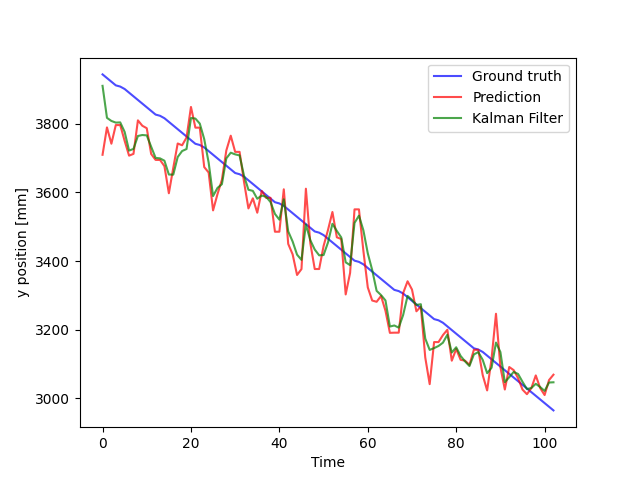 Ground truth
Prediction
Kalman Filter
y position [mm]
3800
3600
3400
3200
3000
0 20 40 60 80 100
Time